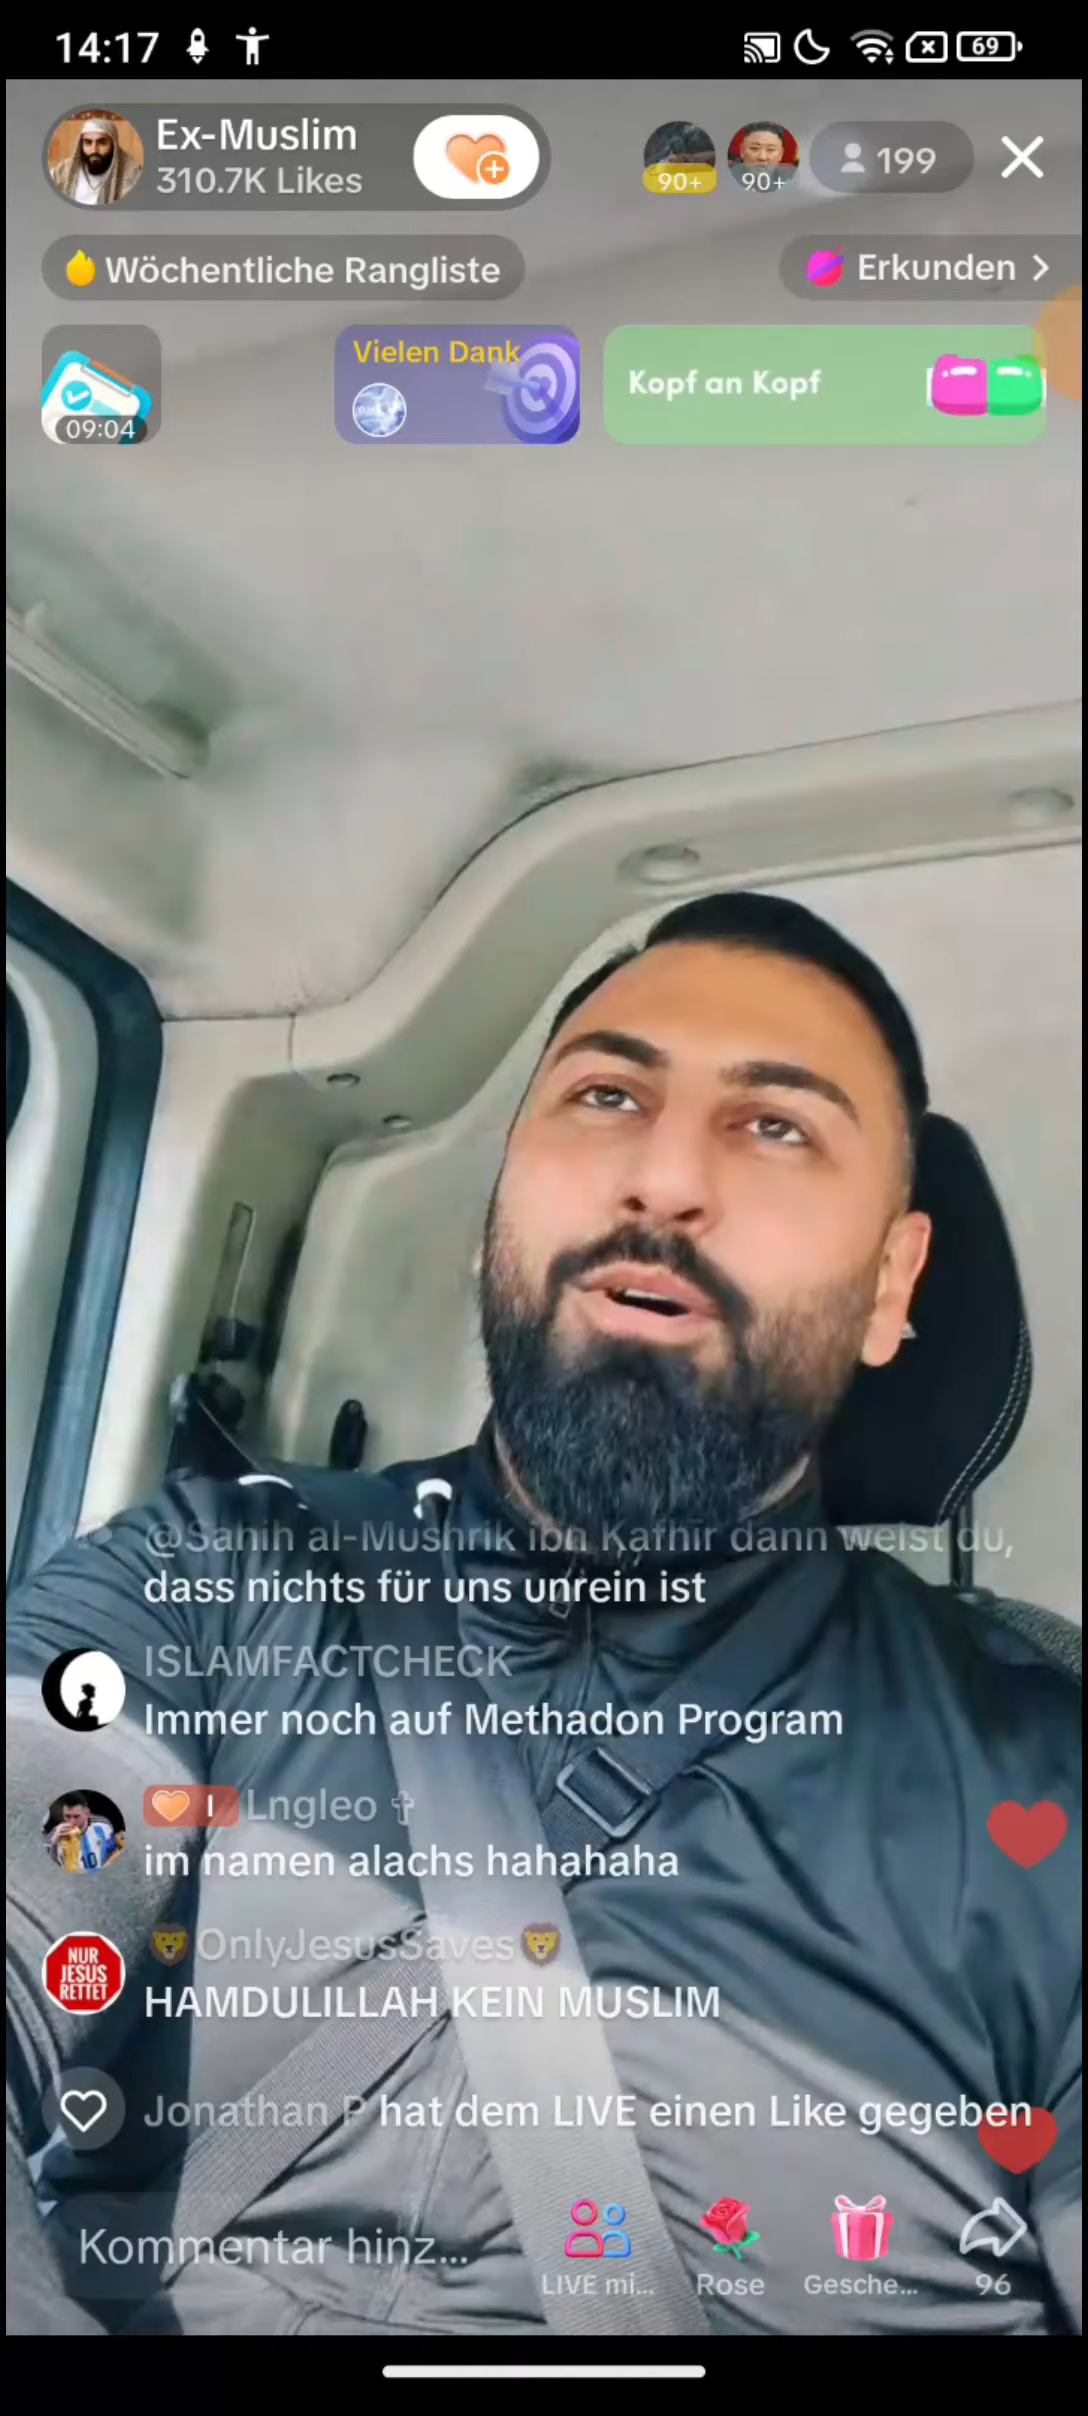 14:17
69
Ex-Muslim
310.7K Likes
90+
90+
199
Wöchentliche Rangliste
Erkunden
09:04
Vielen Dank
Kopf an Kopf
@Sahih al-Mushrik ibn Kafhir dann weist du,
dass nichts für uns unrein ist
ISLAMFACTCHECK
Immer noch auf Methadon Program
I Lngleo ✝
im namen alachs hahahaha
NUR
JESUS
RETTET
🦁OnlyJesusSaves🦁
HAMDULILLAH KEIN MUSLIM
Jonathan P hat dem LIVE einen Like gegeben
Kommentar hinz...
LIVE mi...
Rose
Gesche...
96